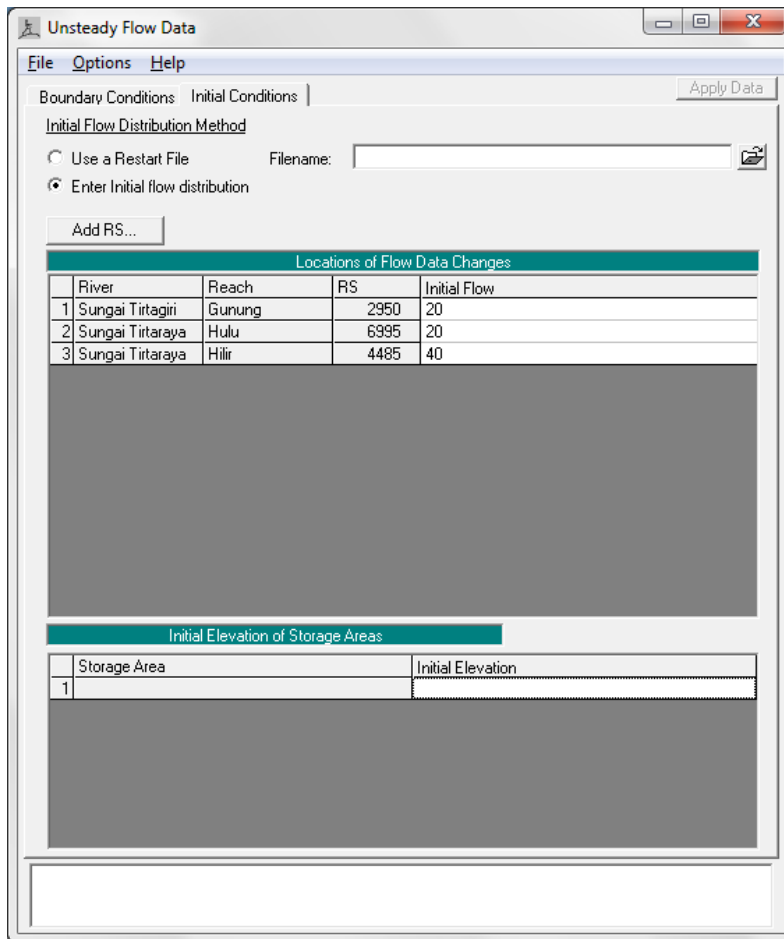 Unsteady Flow Data
File Options Help
Boundary Conditions Initial Conditions Apply Data
Initial Flow Distribution Method
Use a Restart File Filename:
Enter Initial flow distribution
Add RS...
Locations of Flow Data Changes
River Reach RS Initial Flow
1 Sungai Tirtagiri Gunung 2950 20
2 Sungai Tirtaraya Hulu 6995 20
3 Sungai Tirtaraya Hilir 4485 40
Initial Elevation of Storage Areas
Storage Area Initial Elevation
1